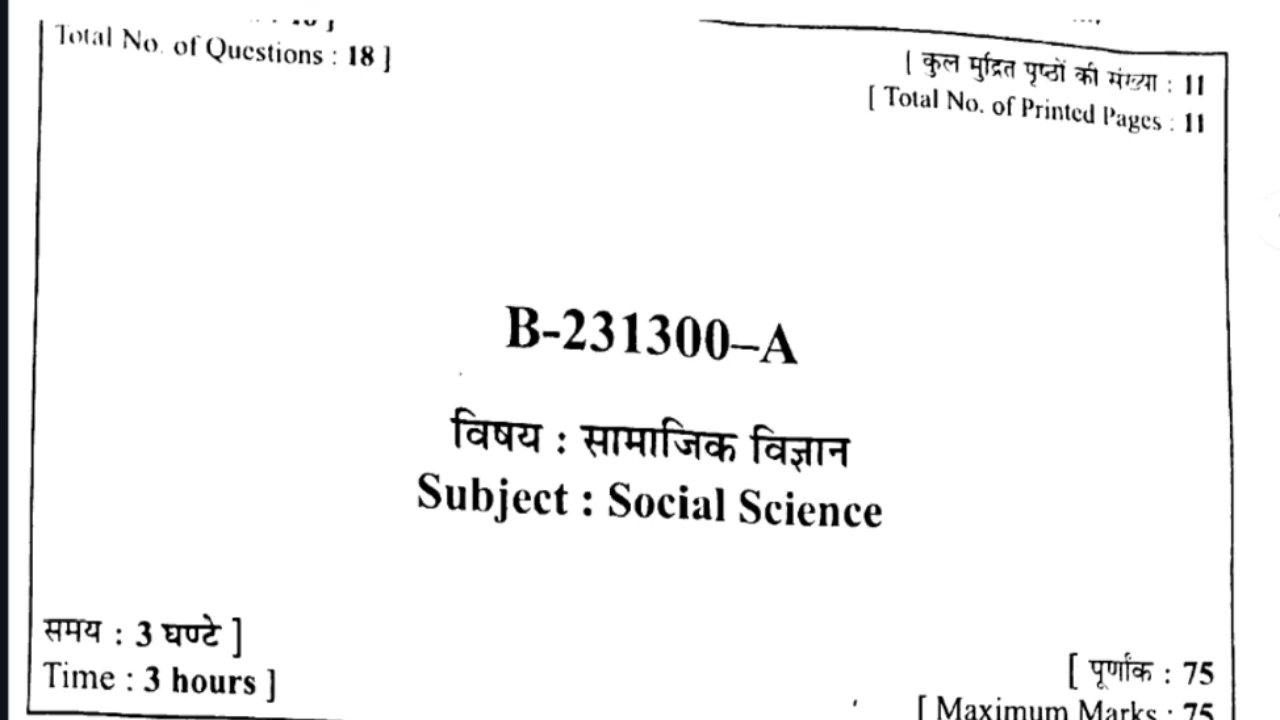 Total No. of Questions : 18 ]
[ कुल मुद्रित पृष्ठों की संख्या : 11
[ Total No. of Printed Pages : 11
B-231300–A
विषय : सामाजिक विज्ञान
Subject : Social Science
समय : 3 घण्टे ]
Time : 3 hours ]
[ पूर्णांक : 75
[ Maximum Marks : 75